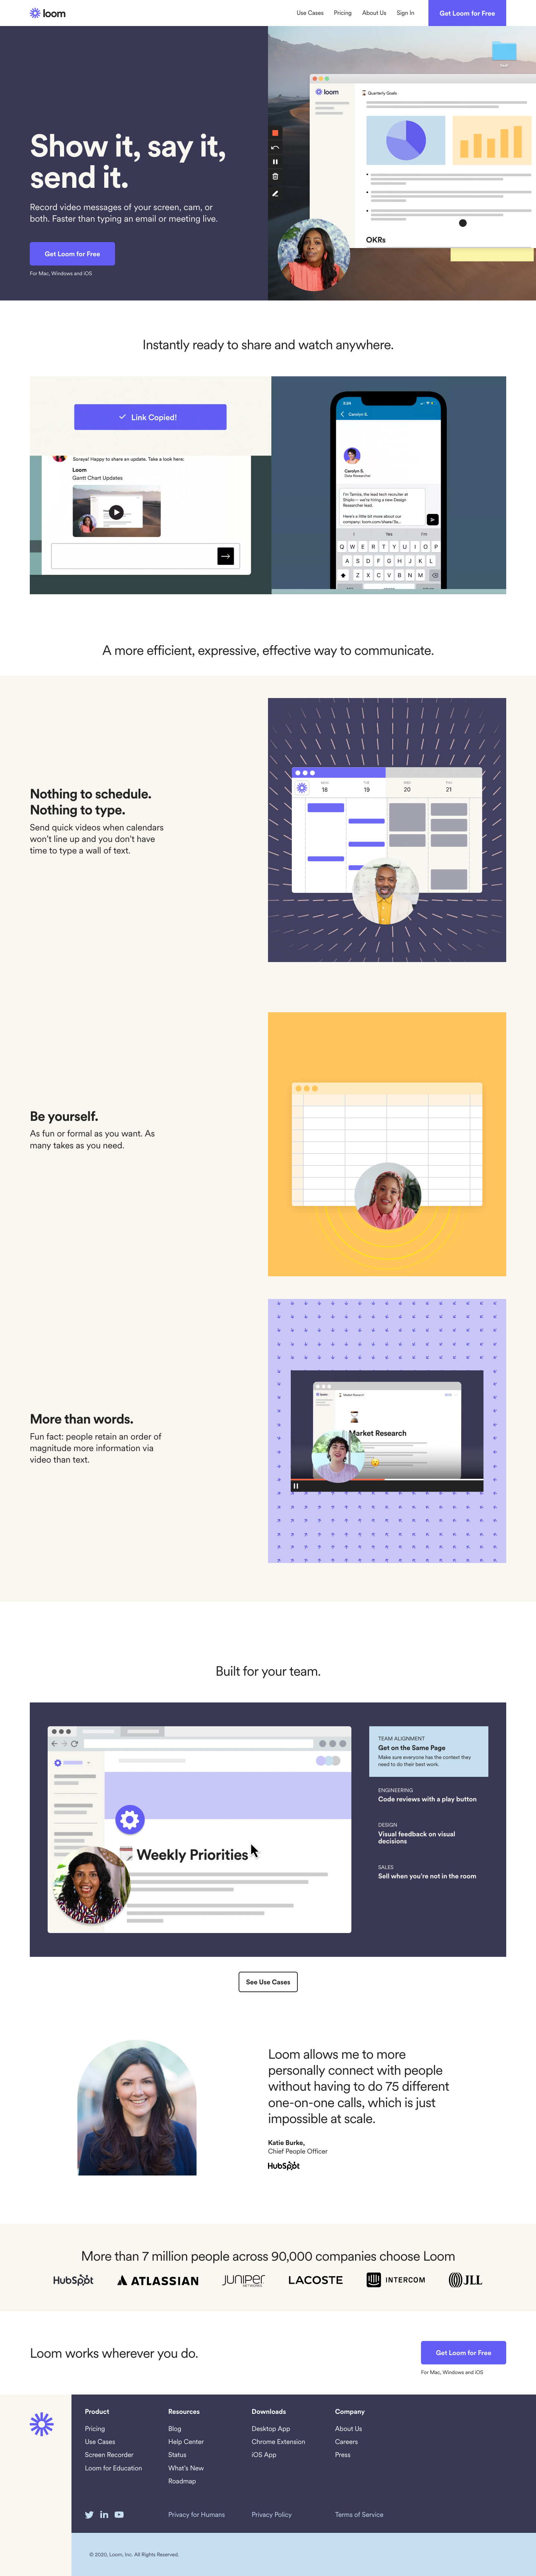 loom
Use Cases
Pricing
About Us
Sign In
Get Loom for Free
Show it, say it,
send it.
Record video messages of your screen, cam, or
both. Faster than typing an email or meeting live.
Get Loom for Free
For Mac, Windows and iOS
loom
Quarterly Goals
OKRs
Instantly ready to share and watch anywhere.
Link Copied!
Soraya! Happy to share an update. Take a look here:
Loom
Gantt Chart Updates
3:24
Carolyn S.
Carolyn S.
Data Researcher
I'm Tamira, the lead tech recruiter at
Shipio— we're hiring a new Design
Researcher lead.
Here's a little bit more about our
company: loom.com/share/5s...
I
Yes
I'm
Q W E R T Y U I O P
A S D F G H J K L
Z X C V B N M
A more efficient, expressive, effective way to communicate.
MON
TUE
WED
THU
18
19
20
21
Nothing to schedule.
Nothing to type.
Send quick videos when calendars
won't line up and you don't have
time to type a wall of text.
Be yourself.
As fun or formal as you want. As
many takes as you need.
loom
Market Research
Market Research
More than words.
Fun fact: people retain an order of
magnitude more information via
video than text.
Built for your team.
Weekly Priorities
TEAM ALIGNMENT
Get on the Same Page
Make sure everyone has the context they
need to do their best work.
ENGINEERING
Code reviews with a play button
DESIGN
Visual feedback on visual
decisions
SALES
Sell when you're not in the room
See Use Cases
Loom allows me to more
personally connect with people
without having to do 75 different
one-on-one calls, which is just
impossible at scale.
Katie Burke,
Chief People Officer
HubSpot
More than 7 million people across 90,000 companies choose Loom
HubSpot
ATLASSIAN
JUNIPER
NETWORKS
LACOSTE
INTERCOM
JLL
Loom works wherever you do.
Get Loom for Free
For Mac, Windows and iOS
Product
Pricing
Use Cases
Screen Recorder
Loom for Education
Resources
Blog
Help Center
Status
What's New
Roadmap
Downloads
Desktop App
Chrome Extension
iOS App
Company
About Us
Careers
Press
Privacy for Humans
Privacy Policy
Terms of Service
© 2020, Loom, Inc. All Rights Reserved.